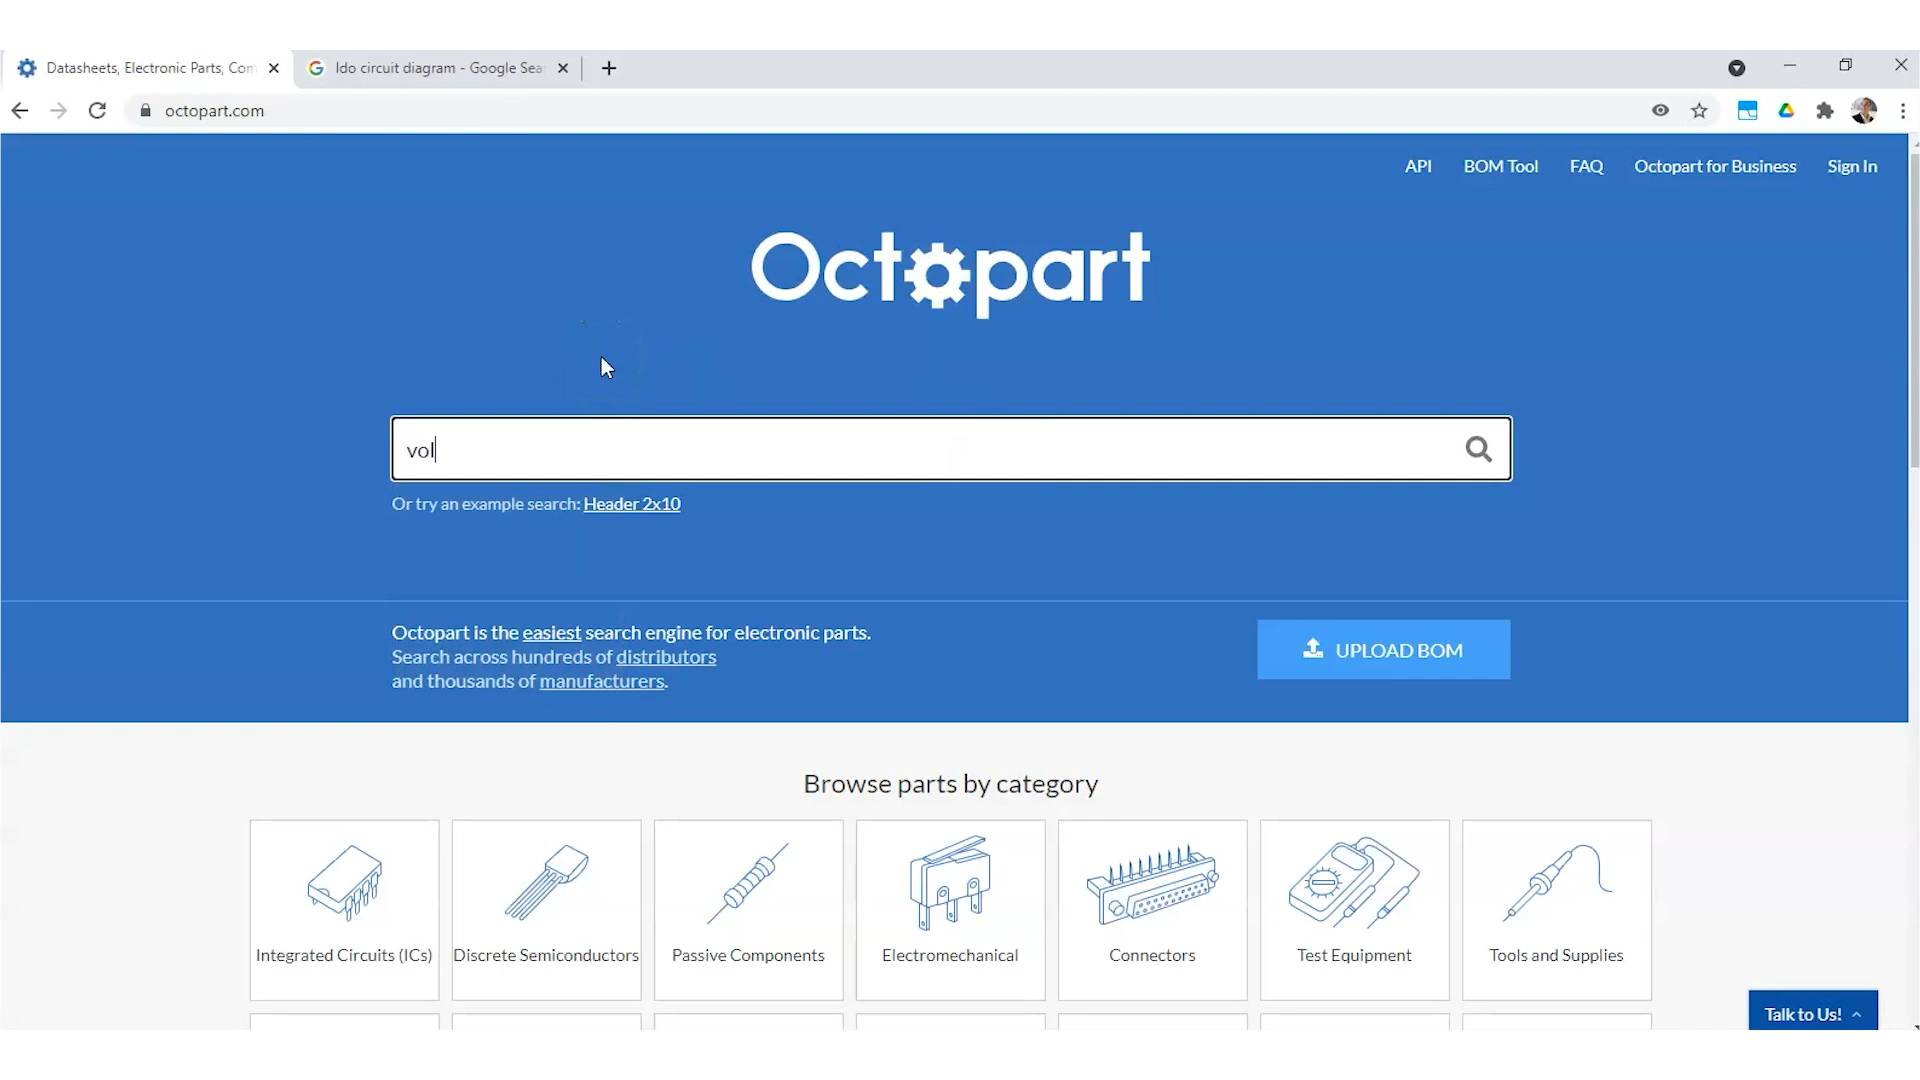 Datasheets, Electronic Parts, Com
ldo circuit diagram - Google Sea
octopart.com
API
BOM Tool
FAQ
Octopart for Business
Sign In
Octopart
vol
Or try an example search: Header 2x10
Octopart is the easiest search engine for electronic parts.
Search across hundreds of distributors
and thousands of manufacturers.
UPLOAD BOM
Browse parts by category
Integrated Circuits (ICs)
Discrete Semiconductors
Passive Components
Electromechanical
Connectors
Test Equipment
Tools and Supplies
Talk to Us!